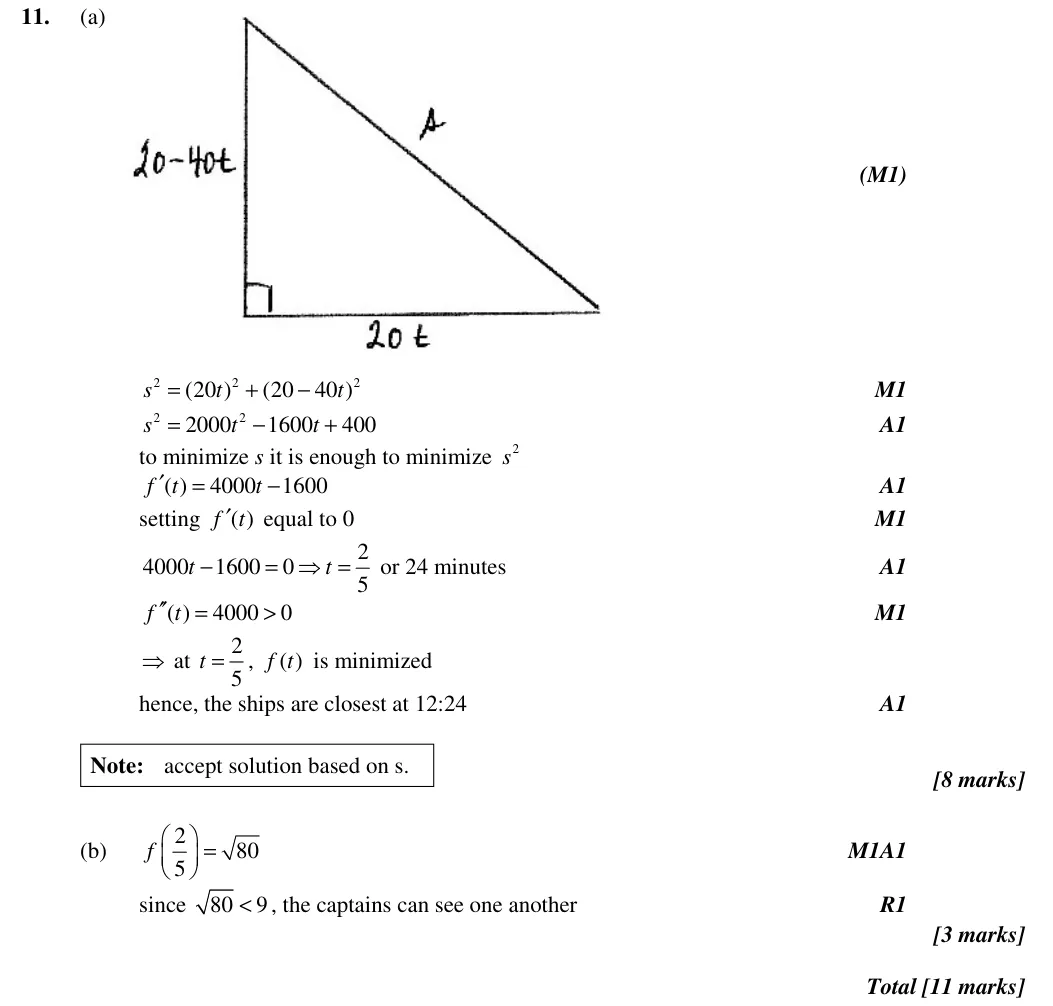 11. (a)
20-40t
s
(M1)
20 t
s² = (20t)² + (20 − 40t)² M1
s² = 2000t² − 1600t + 400 A1
to minimize s it is enough to minimize s²
f′(t) = 4000t − 1600 A1
setting f′(t) equal to 0 M1
4000t − 1600 = 0 ⇒ t = 2/5 or 24 minutes A1
f″(t) = 4000 > 0 M1
⇒ at t = 2/5, f(t) is minimized
hence, the ships are closest at 12:24 A1
Note: accept solution based on s.
[8 marks]
(b) f(2/5) = √80 M1A1
since √80 < 9, the captains can see one another R1
[3 marks]
Total [11 marks]